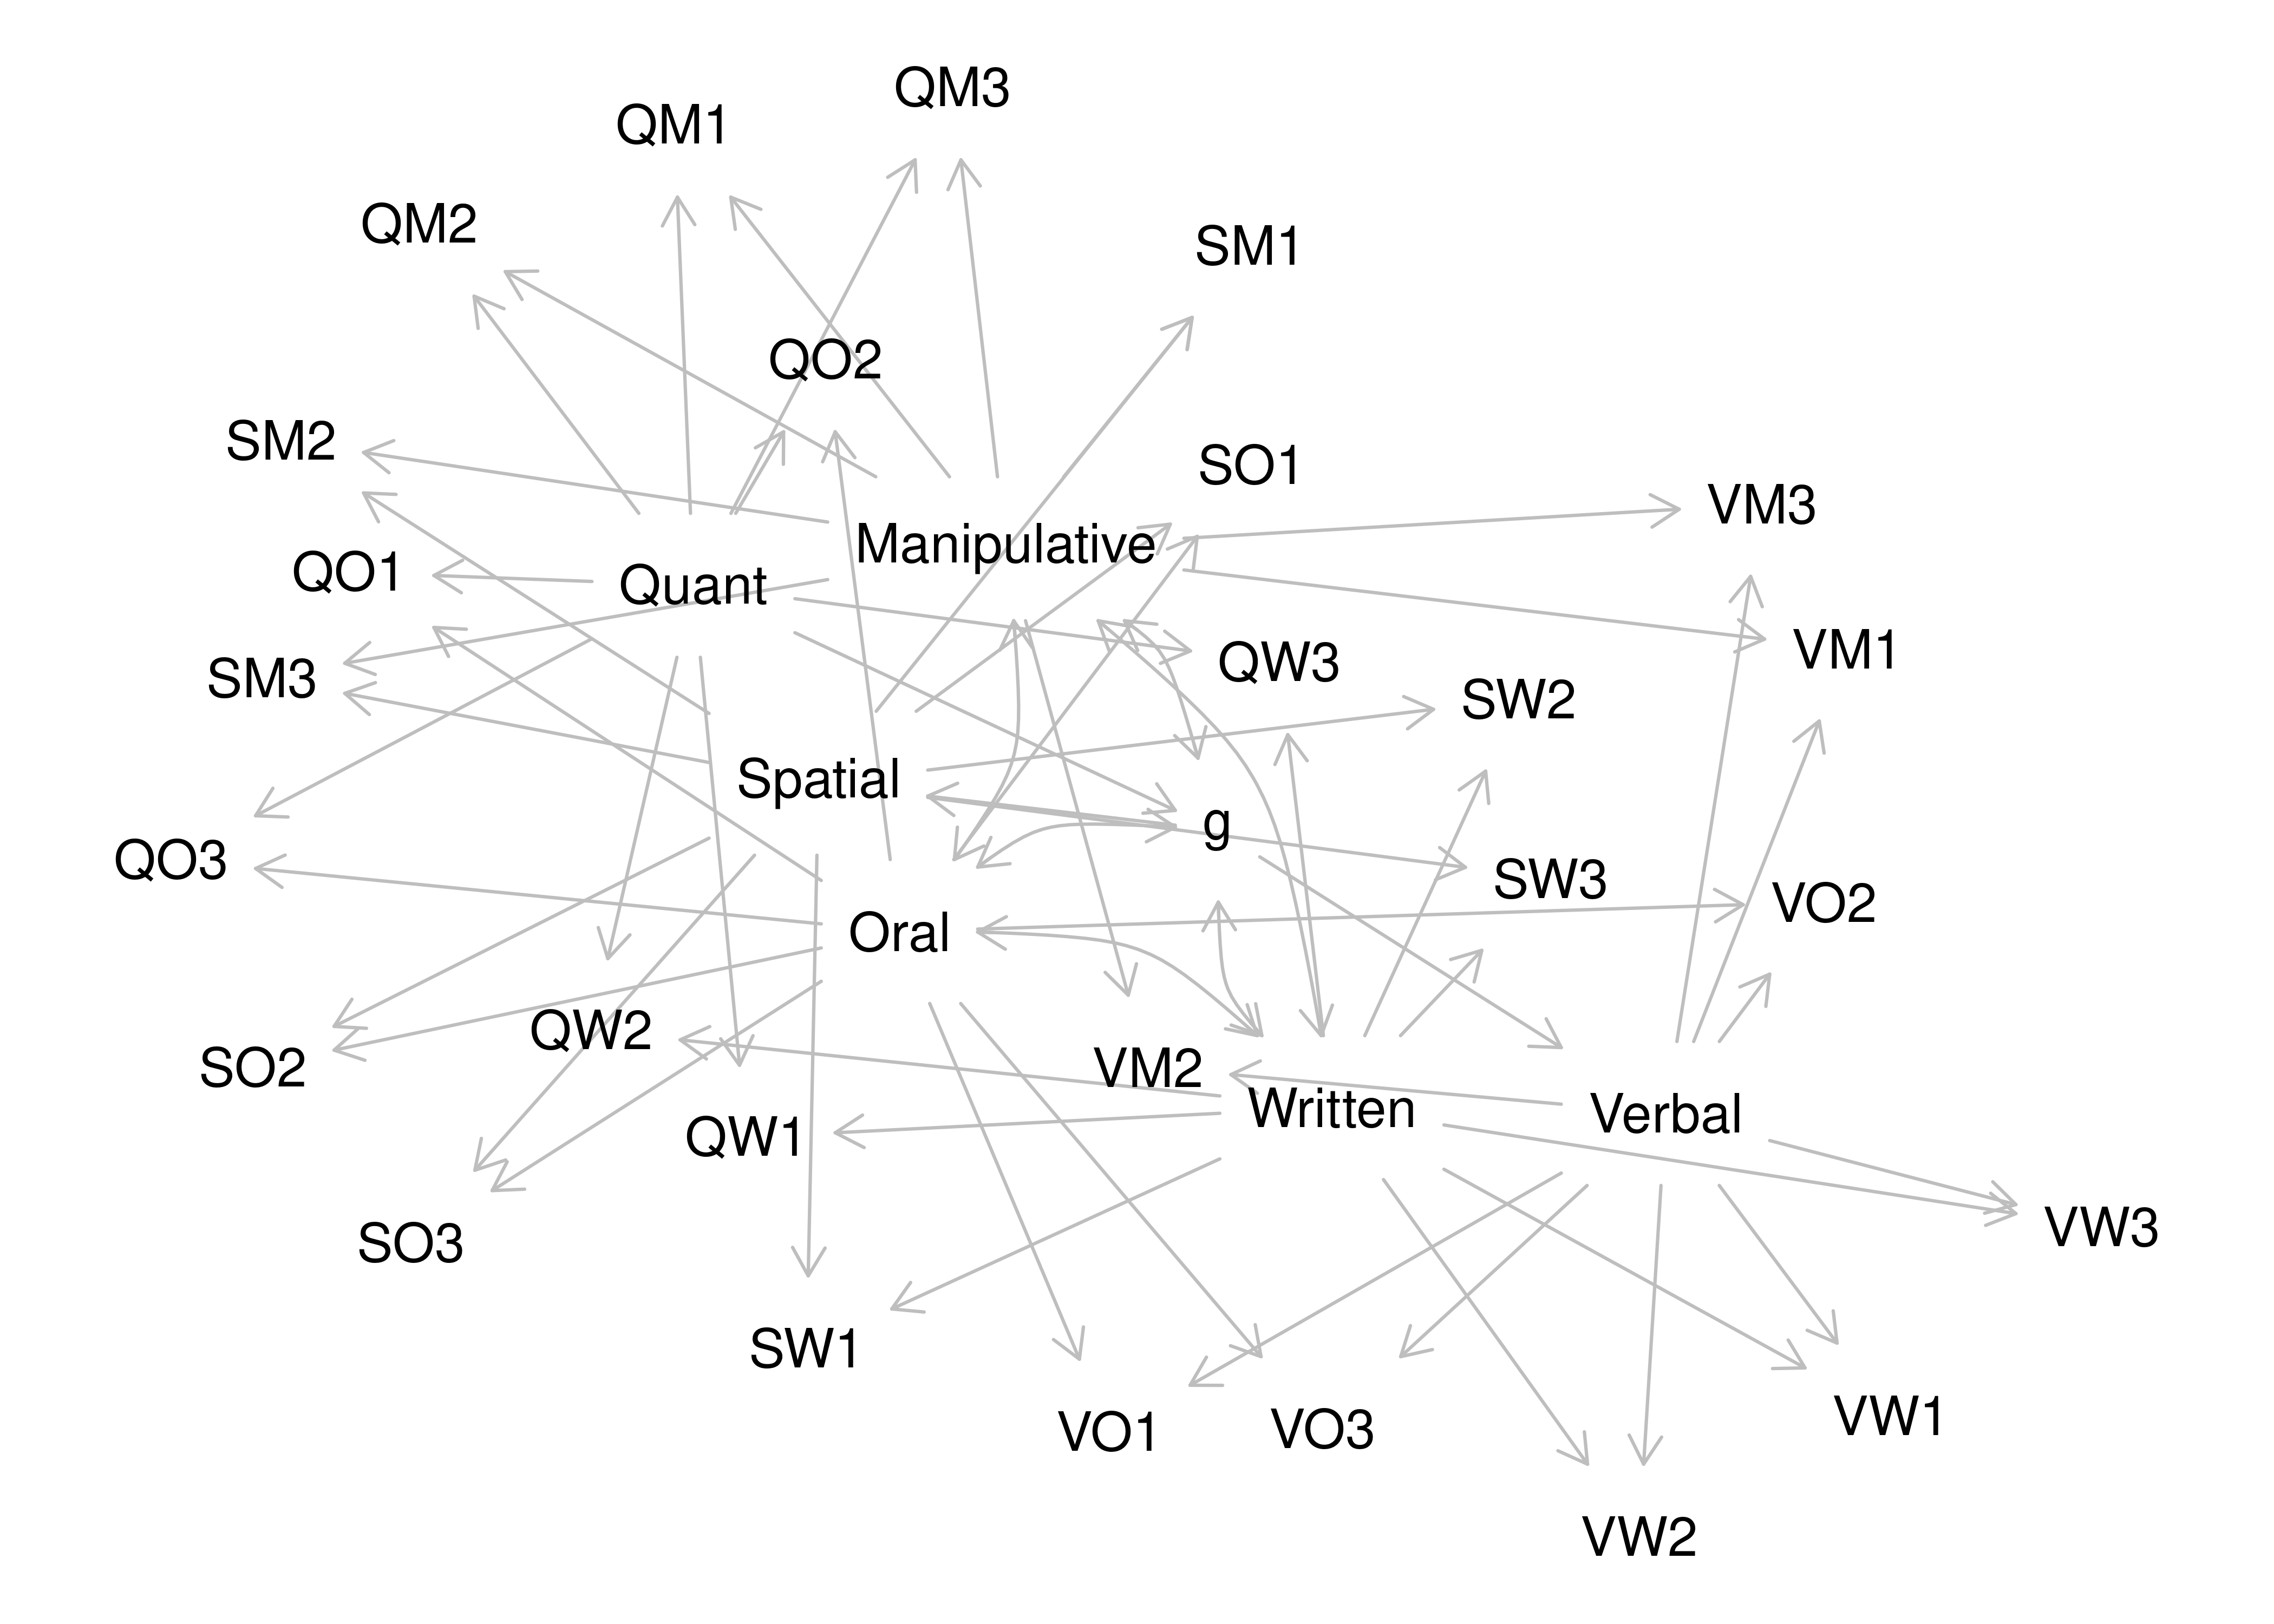 QM3
QM1
QM2
SM1
QO2
SM2
SO1
VM3
Manipulative
QO1
Quant
VM1
QW3
SM3
SW2
Spatial
g
QO3
SW3
VO2
Oral
QW2
SO2
VM2
Written
Verbal
QW1
VW3
SO3
SW1
VW1
VO3
VO1
VW2